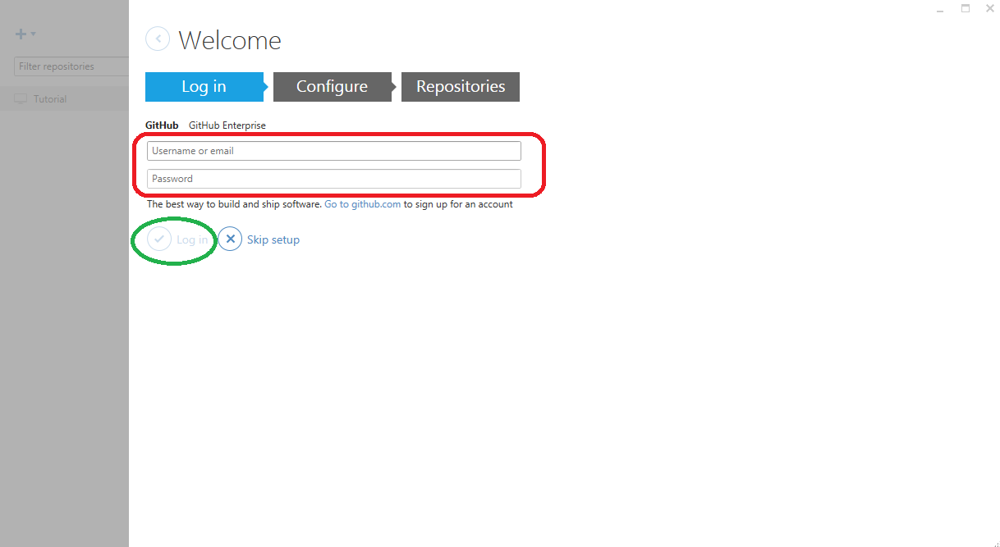 Welcome
Filter repositories
Tutorial
Log in Configure Repositories
GitHub GitHub Enterprise
Username or email
Password
The best way to build and ship software. Go to github.com to sign up for an account
Log in Skip setup